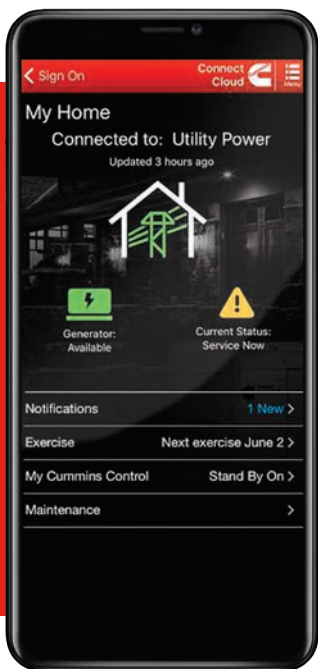 Sign On
Connect
Cloud
Menu
My Home
Connected to: Utility Power
Updated 3 hours ago
Generator:
Available
Current Status:
Service Now
Notifications 1 New
Exercise Next exercise June 2
My Cummins Control Stand By On
Maintenance